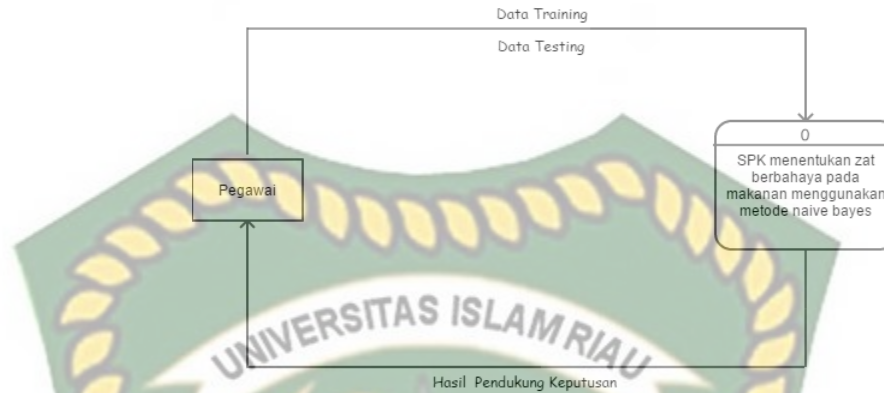 Data Training
Data Testing
0
SPK menentukan zat
berbahaya pada
makanan menggunakan
metode naive bayes
Pegawai
UNIVERSITAS ISLAM RIAU
Hasil Pendukung Keputusan